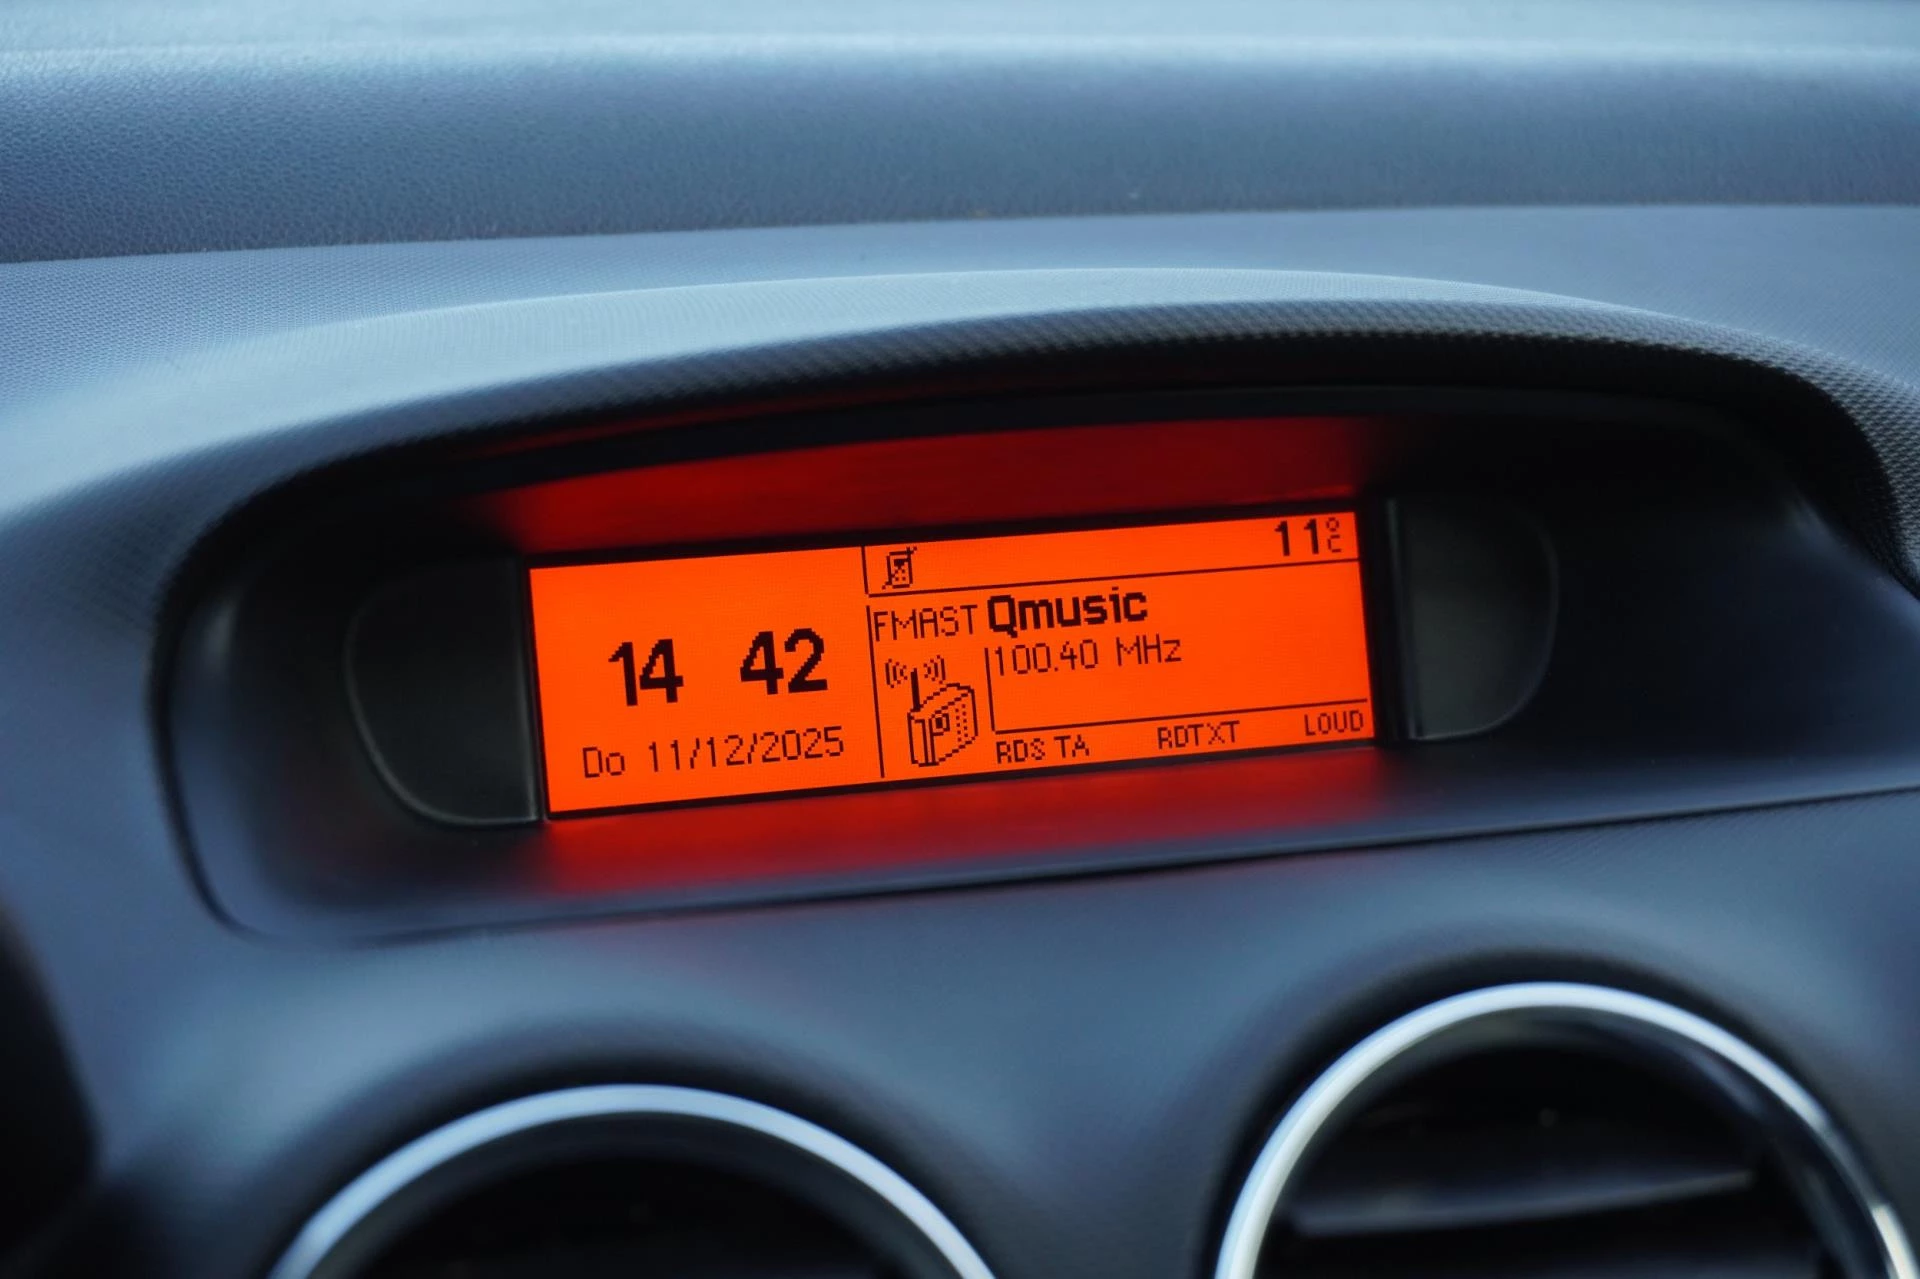 11°C
14 42
Do 11/12/2025
FMAST Qmusic
100.40 MHz
RDS TA RDTXT LOUD